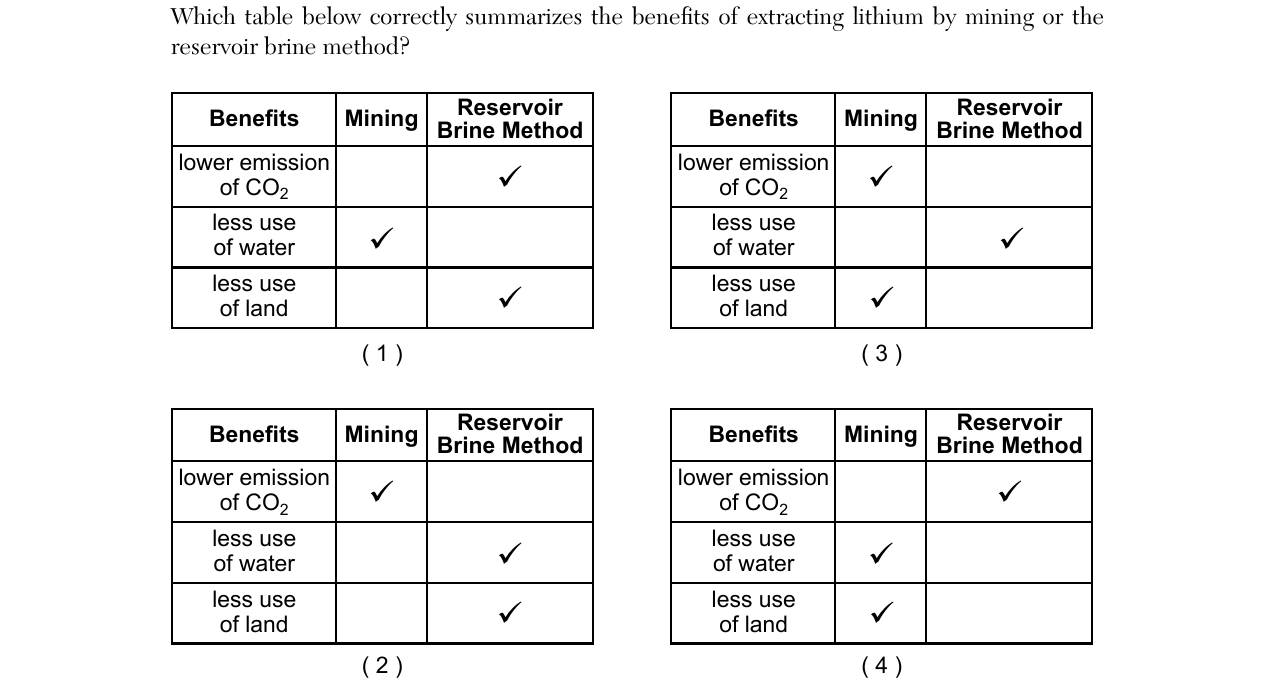 Which table below correctly summarizes the benefits of extracting lithium by mining or the
reservoir brine method?
Benefits Mining Reservoir
Brine Method
lower emission
of CO₂ ✓
less use
of water ✓
less use
of land ✓
( 1 )
Benefits Mining Reservoir
Brine Method
lower emission
of CO₂ ✓
less use
of water ✓
less use
of land ✓
( 3 )
Benefits Mining Reservoir
Brine Method
lower emission
of CO₂ ✓
less use
of water ✓
less use
of land ✓
( 2 )
Benefits Mining Reservoir
Brine Method
lower emission
of CO₂ ✓
less use
of water ✓
less use
of land ✓
( 4 )